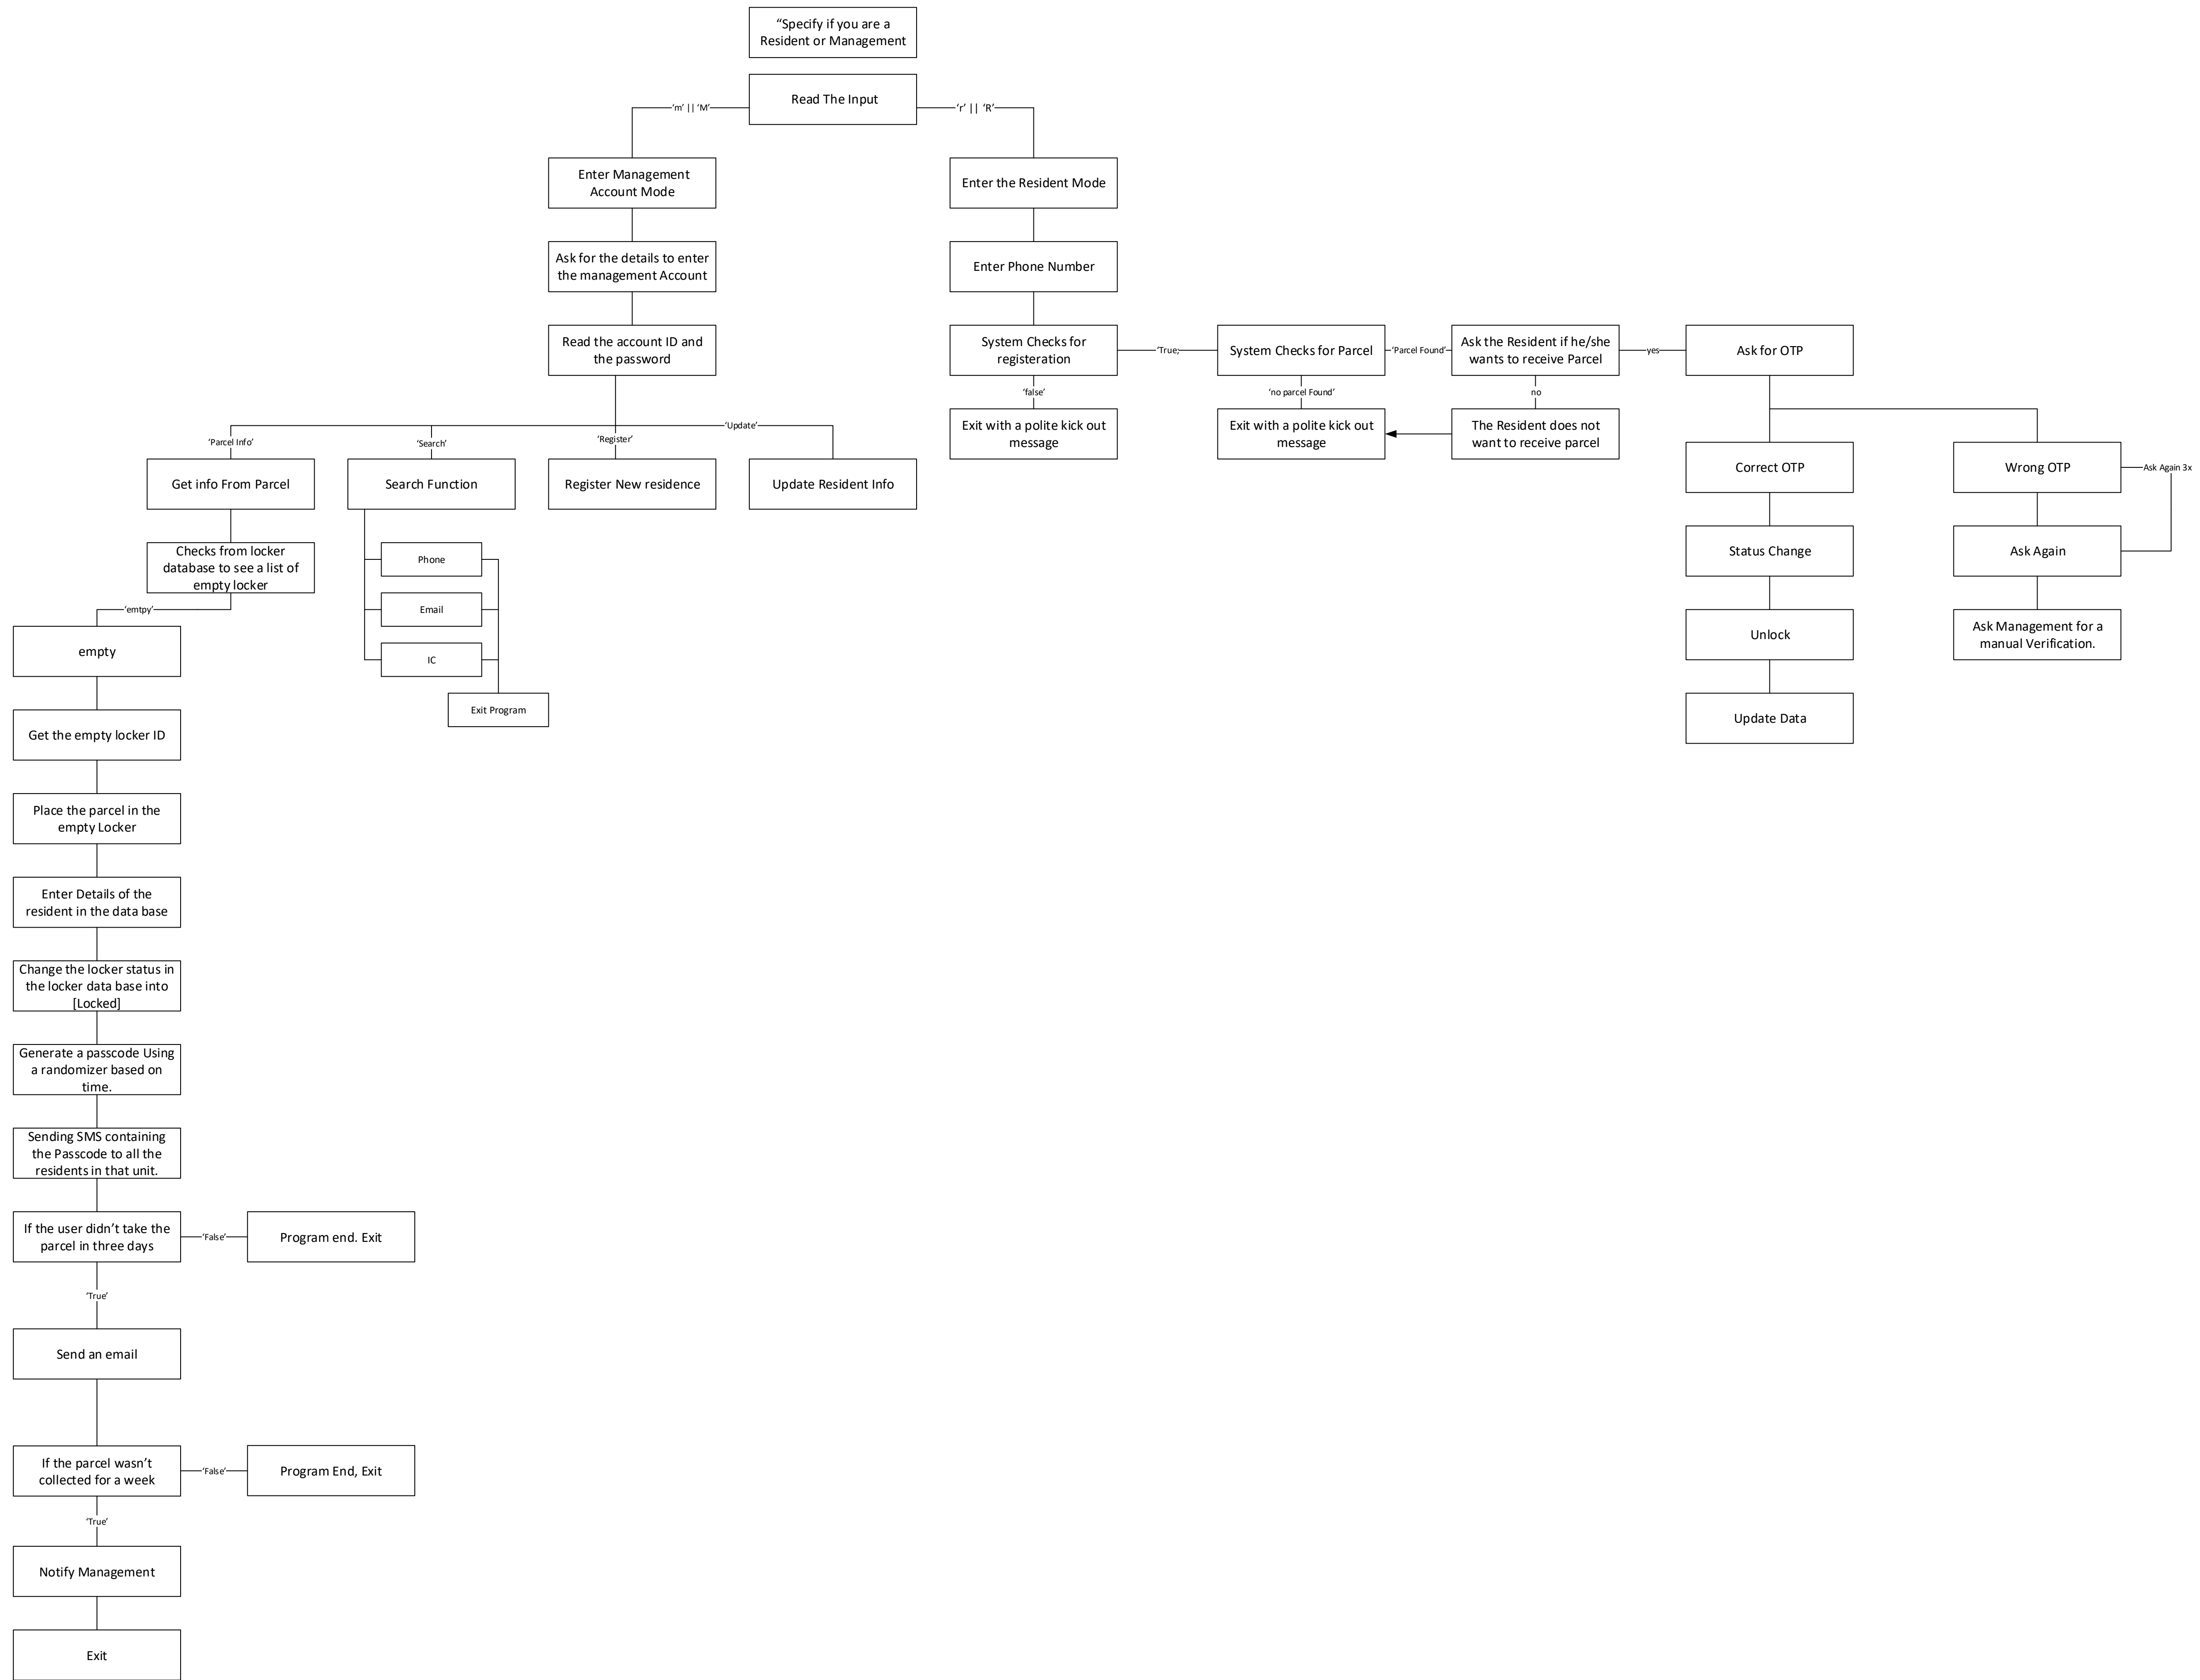 “Specify if you are a
Resident or Management
Read The Input
‘m’ || ‘M’
‘r’ || ‘R’
Enter Management
Account Mode
Enter the Resident Mode
Ask for the details to enter
the management Account
Enter Phone Number
Read the account ID and
the password
System Checks for
registeration
‘True;
System Checks for Parcel
‘Parcel Found’
Ask the Resident if he/she
wants to receive Parcel
yes
Ask for OTP
‘false’
‘no parcel Found’
no
Exit with a polite kick out
message
Exit with a polite kick out
message
The Resident does not
want to receive parcel
‘Parcel Info’
‘Search’
‘Register’
‘Update’
Get info From Parcel
Search Function
Register New residence
Update Resident Info
Correct OTP
Wrong OTP
Ask Again 3x
Checks from locker
database to see a list of
empty locker
Phone
Status Change
Ask Again
‘emtpy’
Email
empty
IC
Unlock
Ask Management for a
manual Verification.
Exit Program
Update Data
Get the empty locker ID
Place the parcel in the
empty Locker
Enter Details of the
resident in the data base
Change the locker status in
the locker data base into
[Locked]
Generate a passcode Using
a randomizer based on
time.
Sending SMS containing
the Passcode to all the
residents in that unit.
If the user didn’t take the
parcel in three days
‘False’
Program end. Exit
‘True’
Send an email
If the parcel wasn’t
collected for a week
‘False’
Program End, Exit
‘True’
Notify Management
Exit